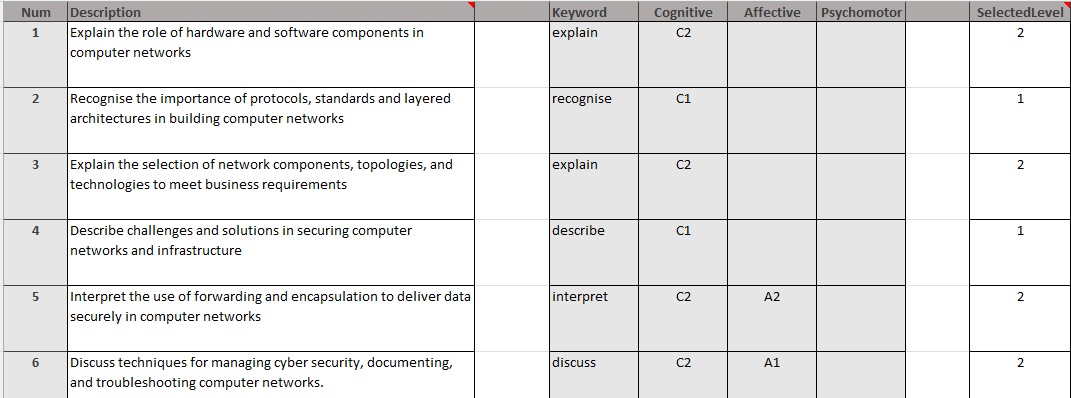 Num Description Keyword Cognitive Affective Psychomotor SelectedLevel
1 Explain the role of hardware and software components in explain C2 2
computer networks
2 Recognise the importance of protocols, standards and layered recognise C1 1
architectures in building computer networks
3 Explain the selection of network components, topologies, and explain C2 2
technologies to meet business requirements
4 Describe challenges and solutions in securing computer describe C1 1
networks and infrastructure
5 Interpret the use of forwarding and encapsulation to deliver data interpret C2 A2 2
securely in computer networks
6 Discuss techniques for managing cyber security, documenting, discuss C2 A1 2
and troubleshooting computer networks.